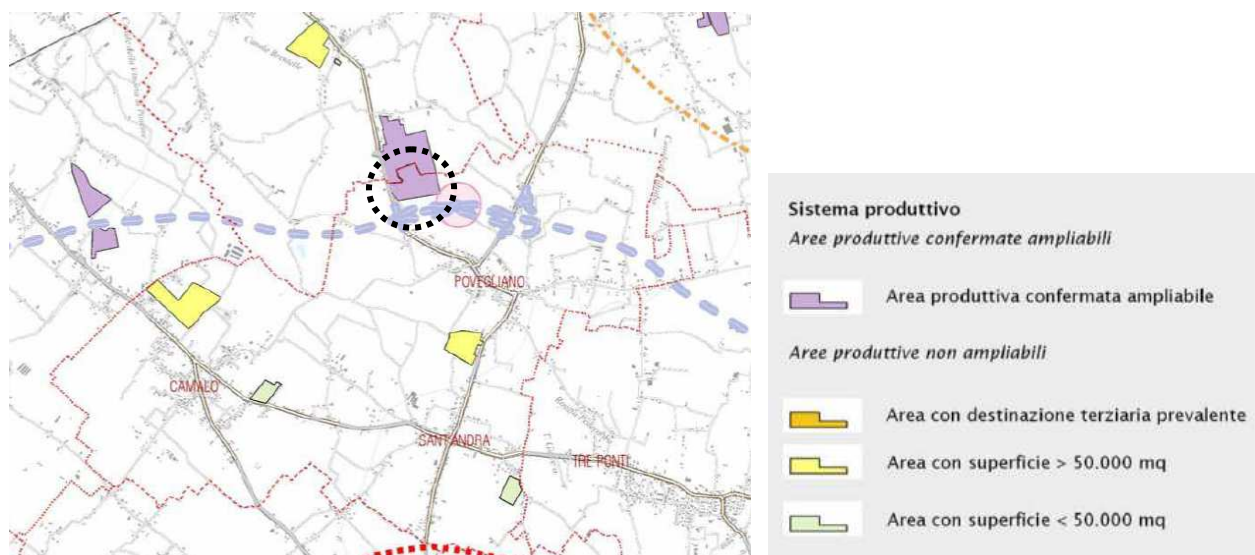 POVEGLIANO
CAMALO'
SANT'ANDRA'
TRE PONTI
Sistema produttivo
Aree produttive confermate ampliabili
Area produttiva confermata ampliabile
Aree produttive non ampliabili
Area con destinazione terziaria prevalente
Area con superficie > 50.000 mq
Area con superficie < 50.000 mq